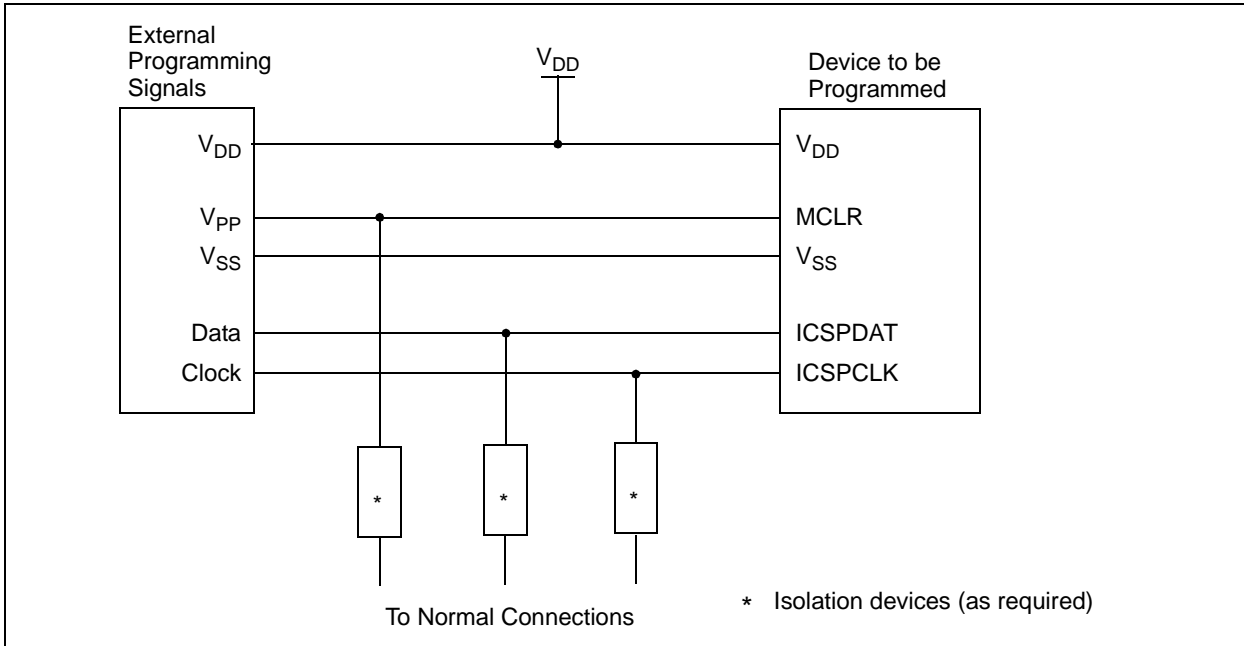 External
Programming
Signals
VDD
Device to be
Programmed
VDD
VDD
VPP
MCLR
VSS
VSS
Data
ICSPDAT
Clock
ICSPCLK
*
*
*
To Normal Connections
* Isolation devices (as required)